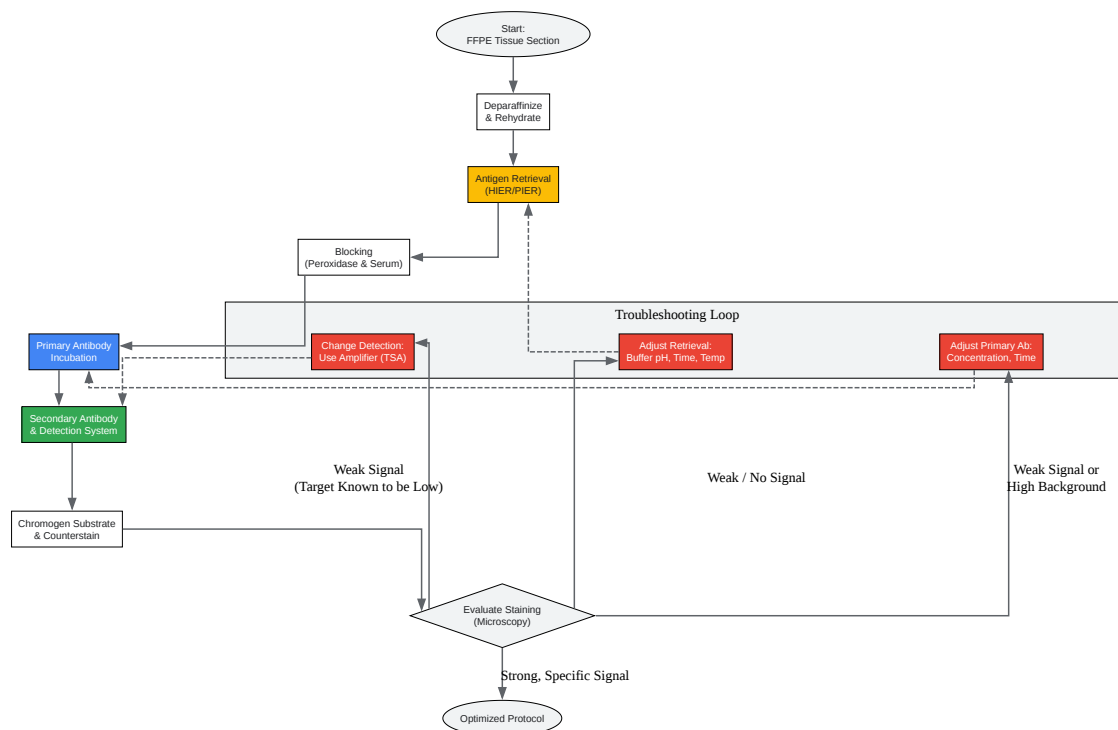 Start:
FFPE Tissue Section
Deparaffinize
& Rehydrate
Antigen Retrieval
(HIER/PIER)
Blocking
(Peroxidase & Serum)
Troubleshooting Loop
Primary Antibody
Incubation
Change Detection:
Use Amplifier (TSA)
Adjust Retrieval:
Buffer pH, Time, Temp
Adjust Primary Ab:
Concentration, Time
Secondary Antibody
& Detection System
Weak Signal
(Target Known to be Low)
Weak / No Signal
Weak Signal or
High Background
Chromogen Substrate
& Counterstain
Evaluate Staining
(Microscopy)
Strong, Specific Signal
Optimized Protocol